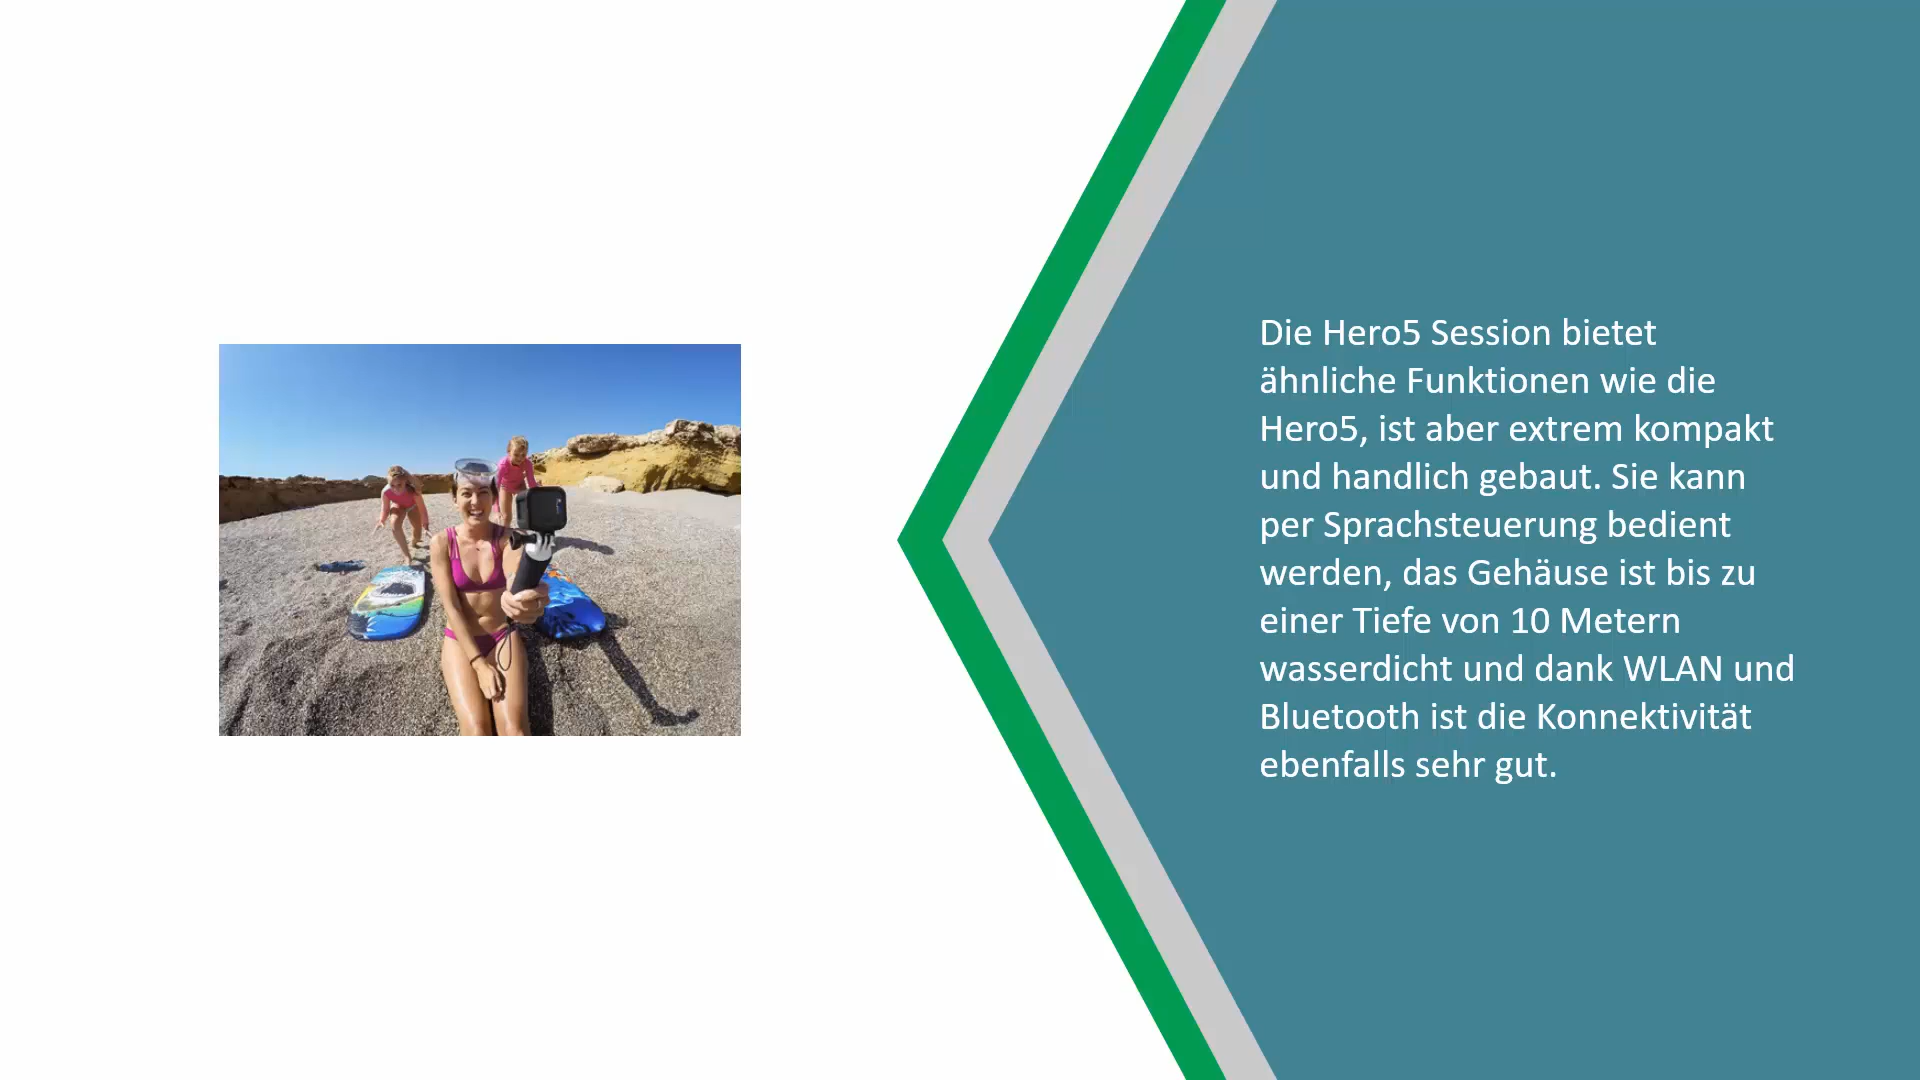 Die Hero5 Session bietet
ähnliche Funktionen wie die
Hero5, ist aber extrem kompakt
und handlich gebaut. Sie kann
per Sprachsteuerung bedient
werden, das Gehäuse ist bis zu
einer Tiefe von 10 Metern
wasserdicht und dank WLAN und
Bluetooth ist die Konnektivität
ebenfalls sehr gut.